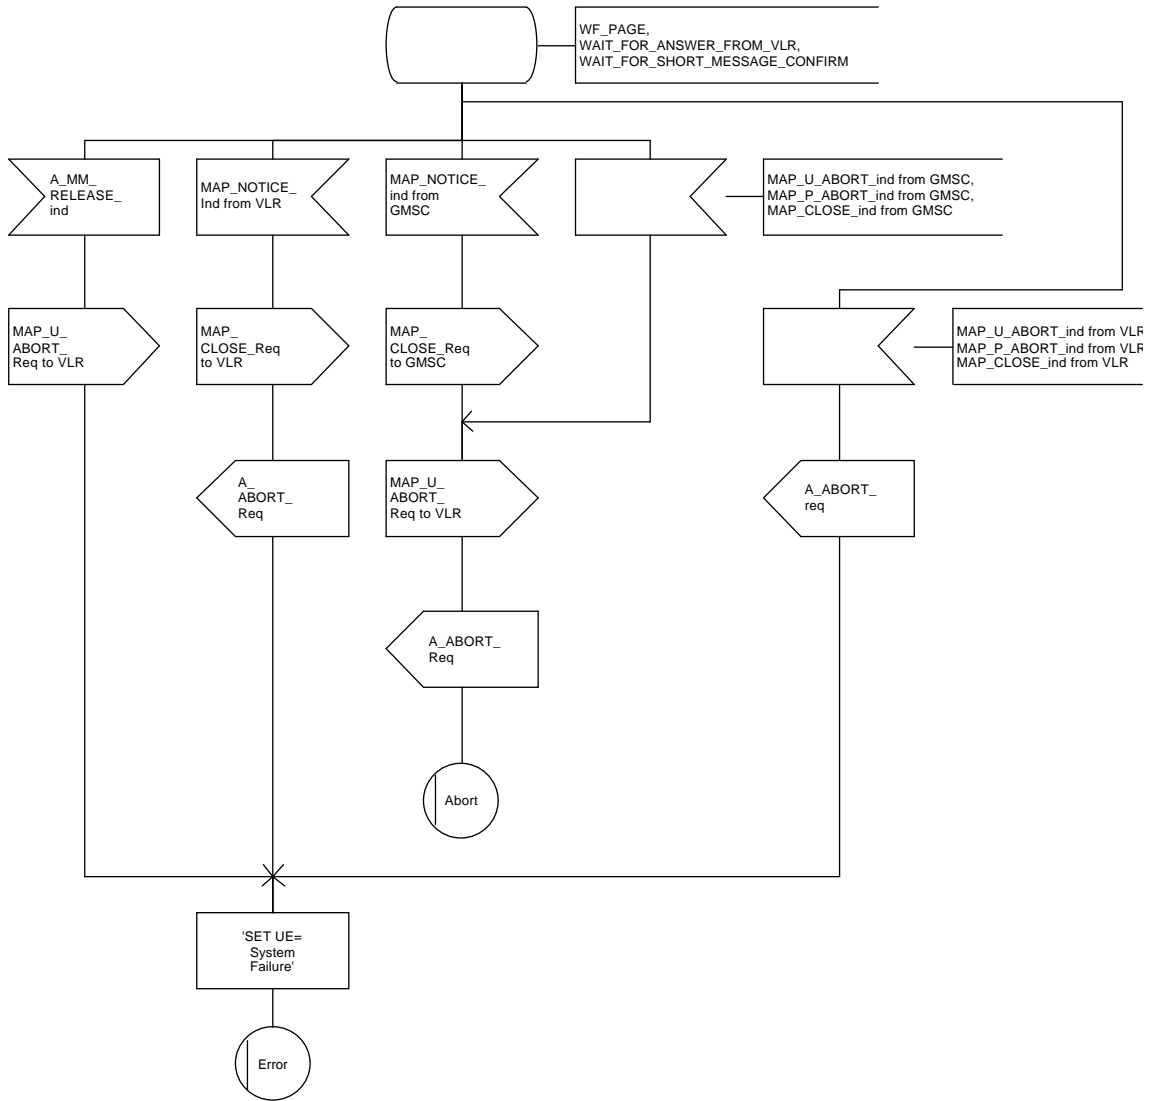 WF_PAGE,
WAIT_FOR_ANSWER_FROM_VLR,
WAIT_FOR_SHORT_MESSAGE_CONFIRM
A_MM_
RELEASE_
ind
MAP_NOTICE_
Ind from VLR
MAP_NOTICE_
ind from
GMSC
MAP_U_ABORT_ind from GMSC,
MAP_P_ABORT_ind from GMSC,
MAP_CLOSE_ind from GMSC
MAP_U_
ABORT_
Req to VLR
MAP_
CLOSE_Req
to VLR
MAP_
CLOSE_Req
to GMSC
MAP_U_ABORT_ind from VLR
MAP_P_ABORT_ind from VLR
MAP_CLOSE_ind from VLR
A_
ABORT_
Req
MAP_U_
ABORT_
Req to VLR
A_ABORT_
req
A_ABORT_
Req
Abort
'SET UE=
System
Failure'
Error